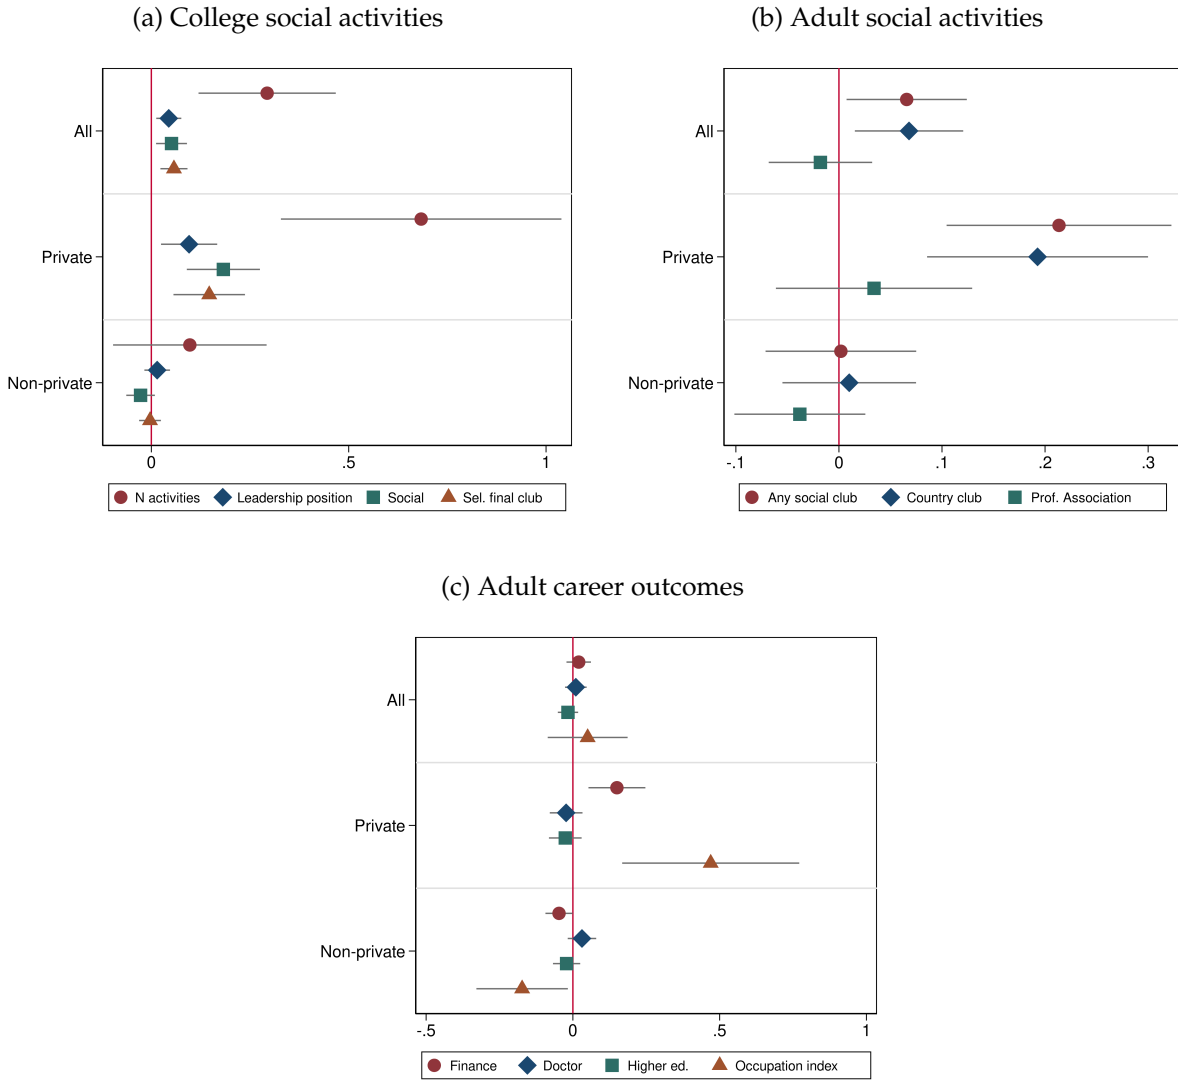 (a) College social activities
All
Private
Non-private
0
.5
1
N activities
Leadership position
Social
Sel. final club
(b) Adult social activities
All
Private
Non-private
-.1
0
.1
.2
.3
Any social club
Country club
Prof. Association
(c) Adult career outcomes
All
Private
Non-private
-.5
0
.5
1
Finance
Doctor
Higher ed.
Occupation index